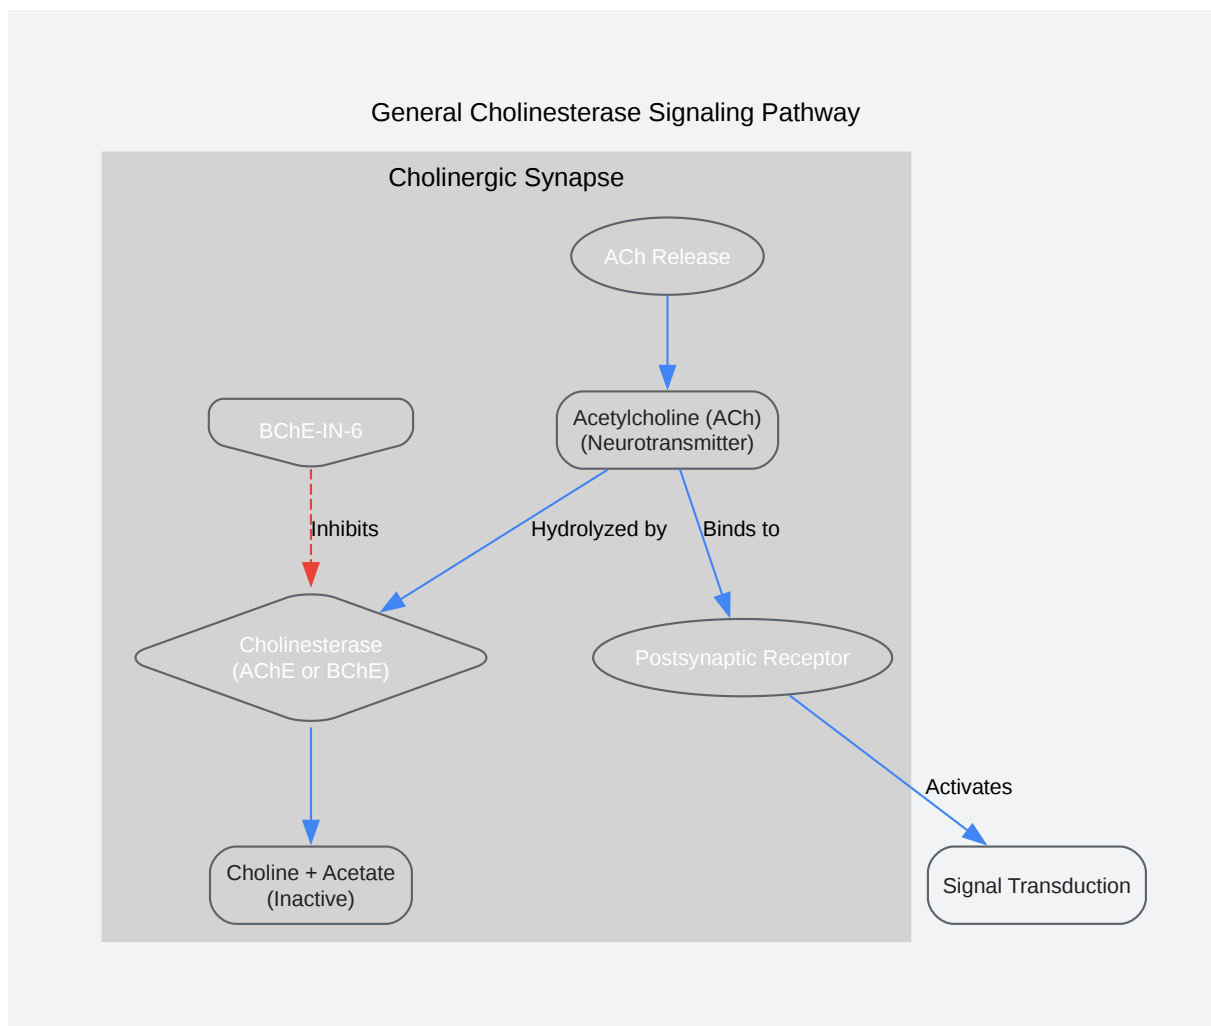 General Cholinesterase Signaling Pathway
Cholinergic Synapse
ACh Release
BChE-IN-6
Acetylcholine (ACh)
(Neurotransmitter)
Inhibits
Hydrolyzed by
Binds to
Cholinesterase
(AChE or BChE)
Postsynaptic Receptor
Activates
Choline + Acetate
(Inactive)
Signal Transduction